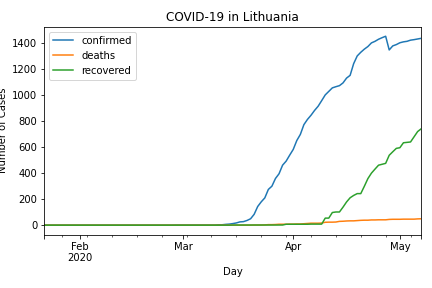 COVID-19 in Lithuania
confirmed
deaths
recovered
1400
1200
1000
800
600
400
200
0
Number of Cases
Feb
2020
Mar
Apr
May
Day